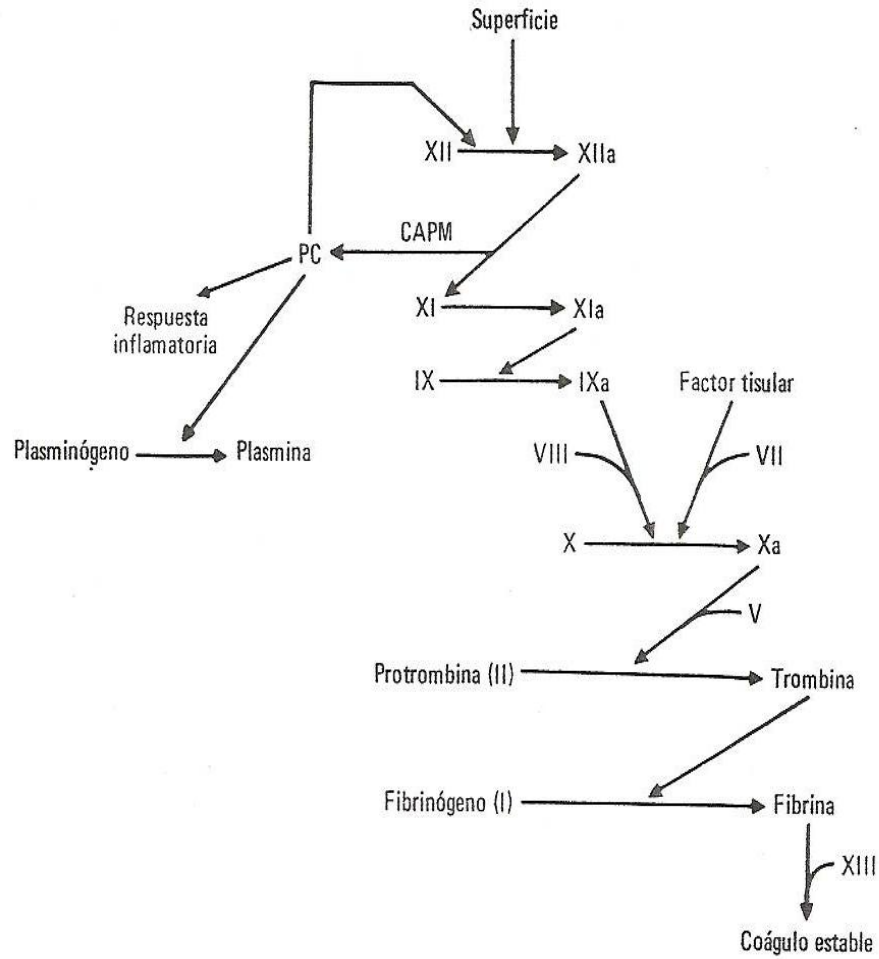 Superficie
XII
XIIa
CAPM
PC
Respuesta
inflamatoria
XI
XIa
IX
IXa
Factor tisular
Plasminógeno
Plasmina
VIII
VII
X
Xa
V
Protrombina (II)
Trombina
Fibrinógeno (I)
Fibrina
XIII
Coágulo estable